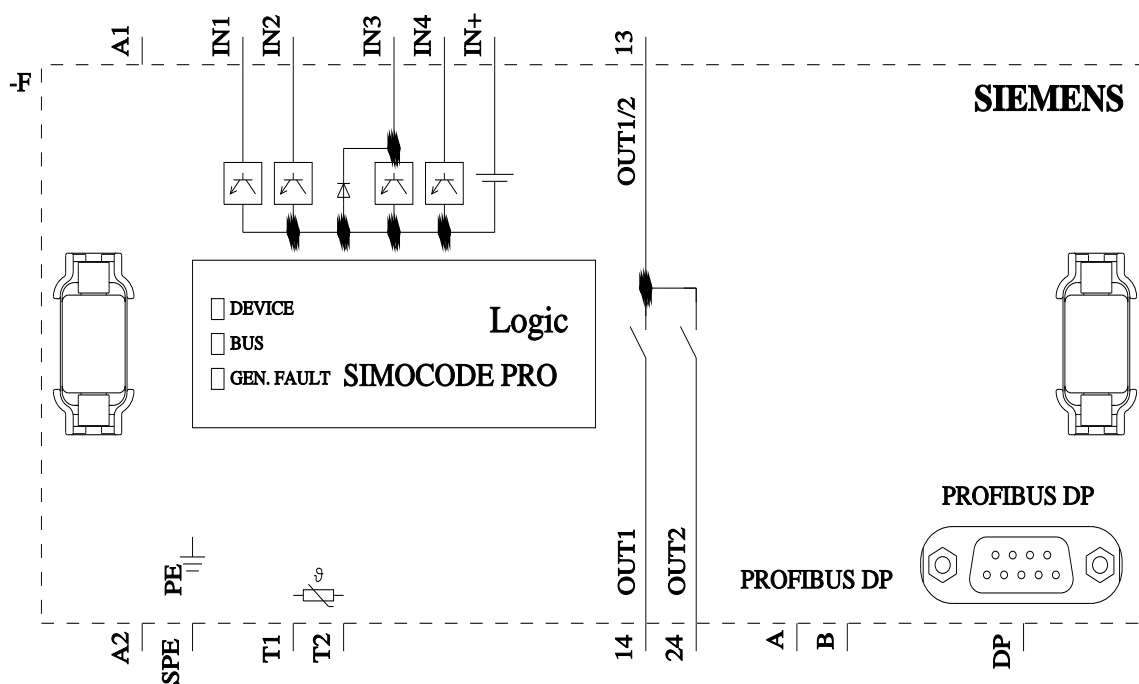 A1
IN1
IN2
IN3
IN4
IN+
13
-F
SIEMENS
OUT1/2
DEVICE
BUS
GEN. FAULT
Logic
SIMOCODE PRO
PROFIBUS DP
PE
ϑ
OUT1
OUT2
PROFIBUS DP
A2
SPE
T1
T2
14
24
A
B
DP